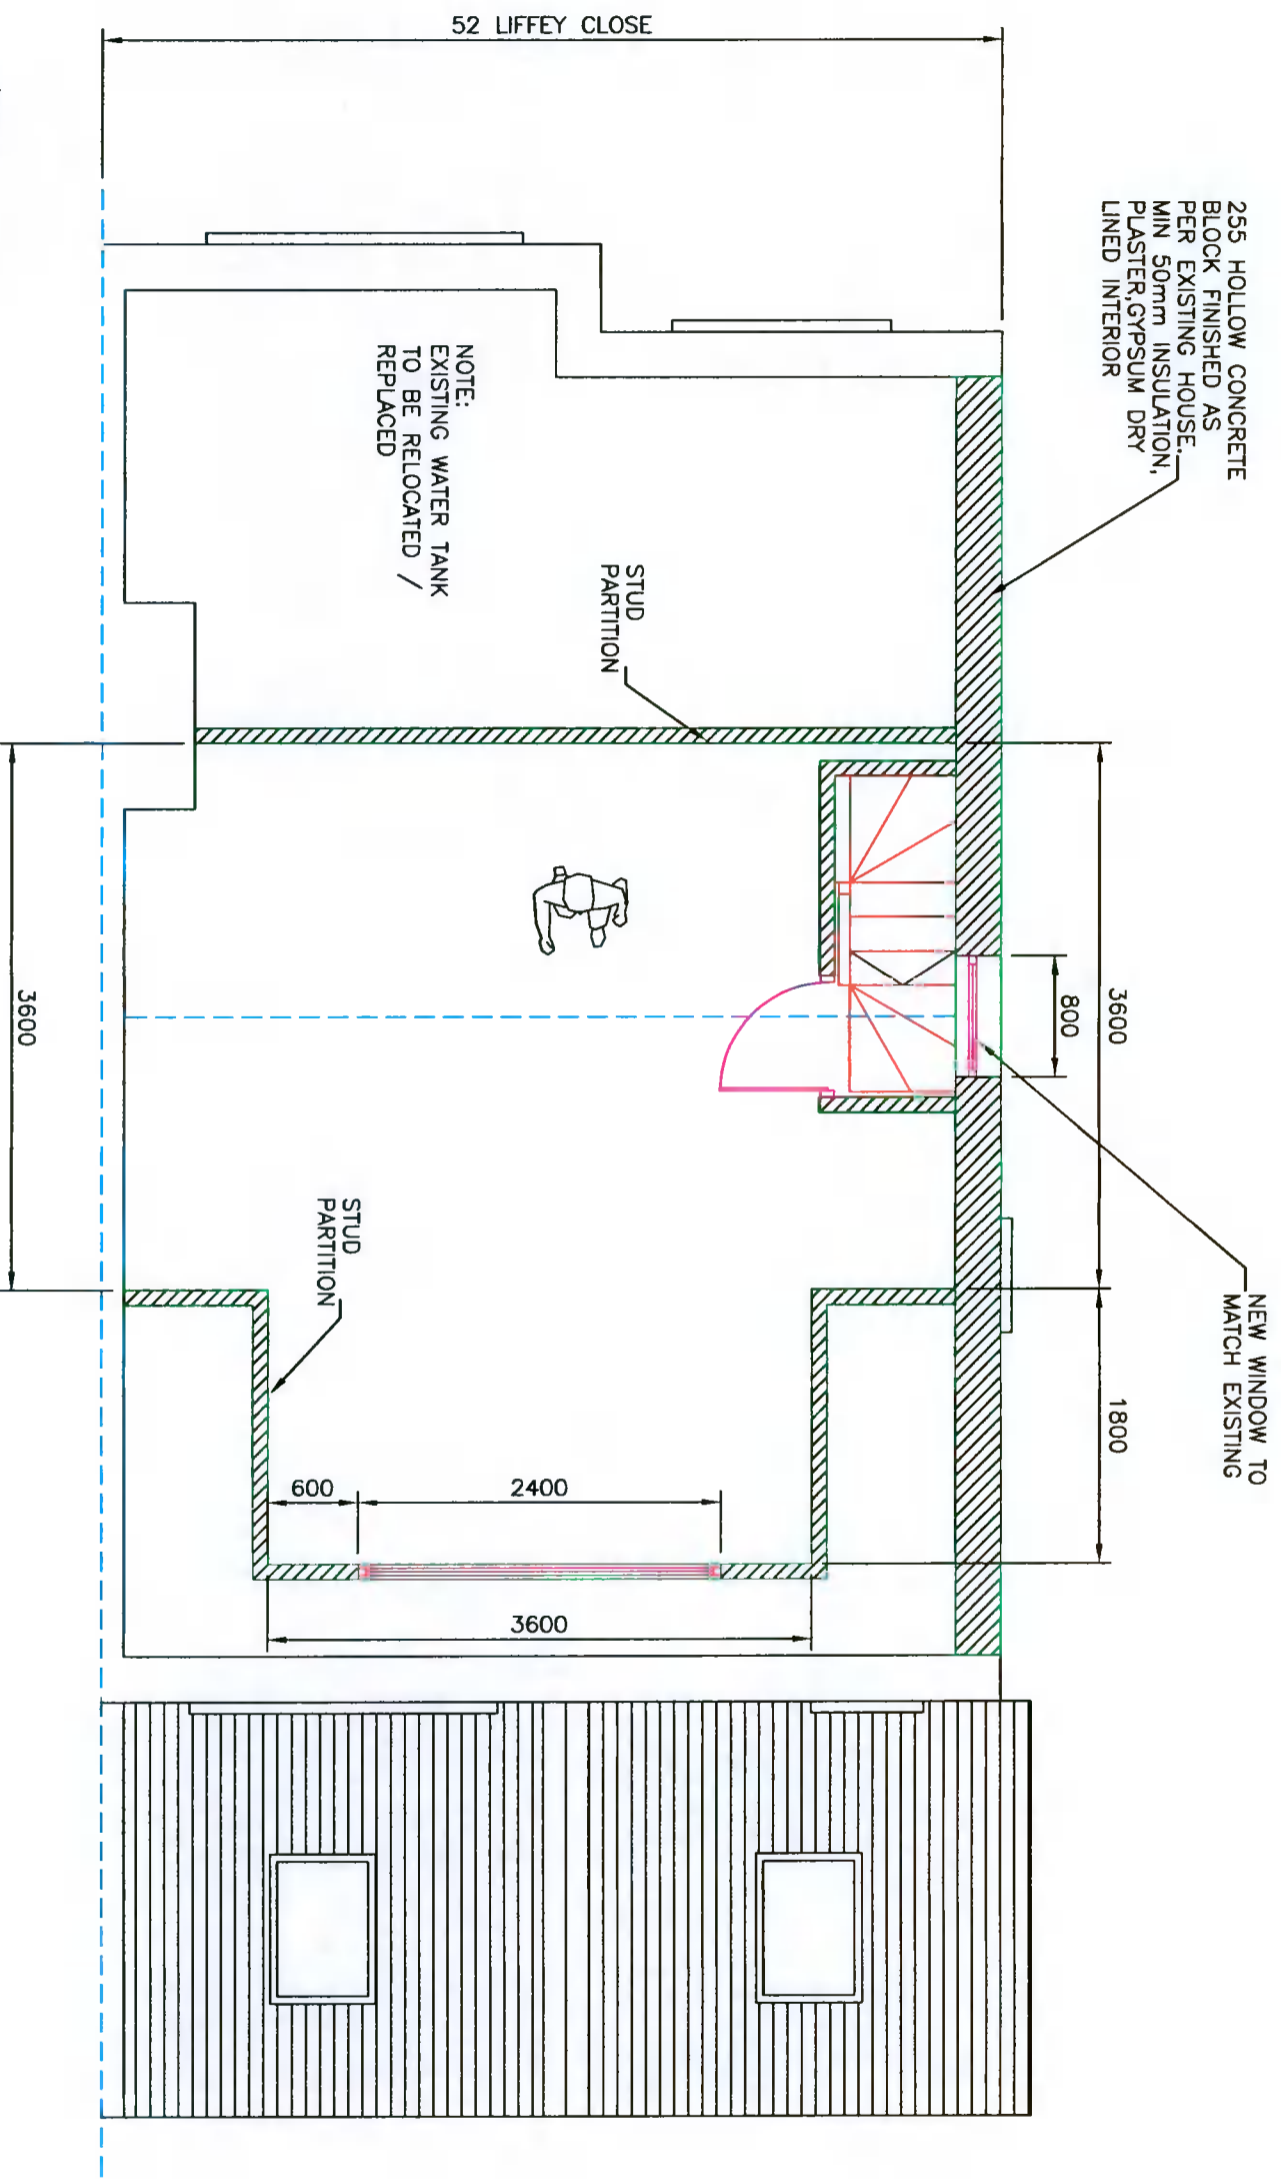 52 LIFFEY CLOSE
255 HOLLOW CONCRETE
BLOCK FINISHED AS
PER EXISTING HOUSE.
MIN 50mm INSULATION,
PLASTER,GYPSUM DRY
LINED INTERIOR
NOTE:
EXISTING WATER TANK
TO BE RELOCATED /
REPLACED
STUD
PARTITION
3600
800
NEW WINDOW TO
MATCH EXISTING
1800
3600
STUD
PARTITION
600
2400
3600